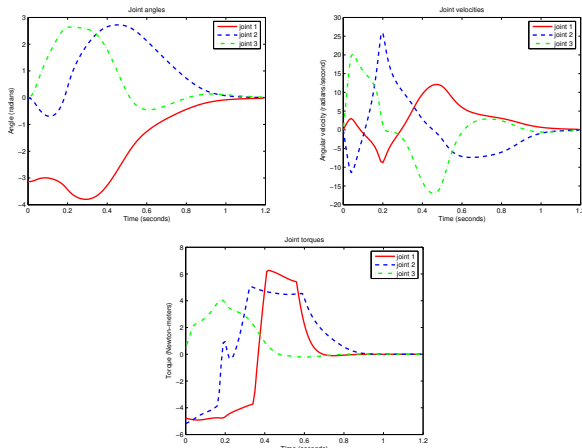 Joint angles
3
2
1
0
−1
−2
−3
−4
Angle (radians)
0
0.2
0.4
0.6
0.8
1
1.2
Time (seconds)
joint 1
joint 2
joint 3
Joint velocities
30
25
20
15
10
5
0
−5
−10
−15
−20
Angular velocity (radians/second)
0
0.2
0.4
0.6
0.8
1
1.2
Time (seconds)
joint 1
joint 2
joint 3
Joint torques
8
6
4
2
0
−2
−4
−6
Torque (Newton−meters)
0
0.2
0.4
0.6
0.8
1
1.2
Time (seconds)
joint 1
joint 2
joint 3